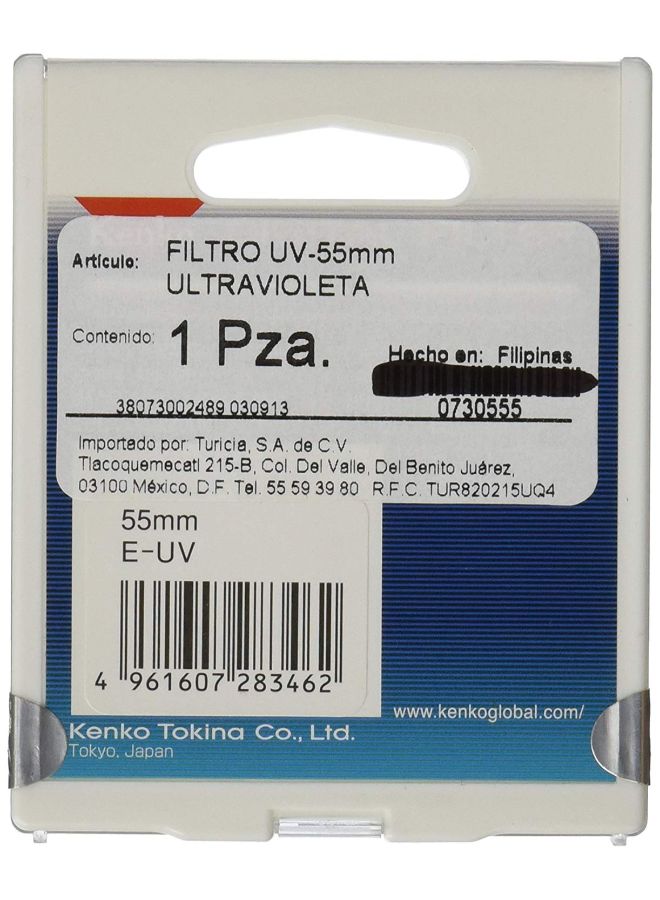 Kenko
Artículo: FILTRO UV-55mm
ULTRAVIOLETA
Contenido: 1 Pza.
Hecho en: Filipinas
38073002489 030913
0730555
Importado por: Turicia, S.A. de C.V.
Tlacoquemecatl 215-B, Col. Del Valle, Del Benito Juárez,
03100 México, D.F. Tel. 55 59 39 80 R.F.C. TUR820215UQ4
55mm
E-UV
4 961607 283462
www.kenkoglobal.com/
Kenko Tokina Co., Ltd.
Tokyo, Japan